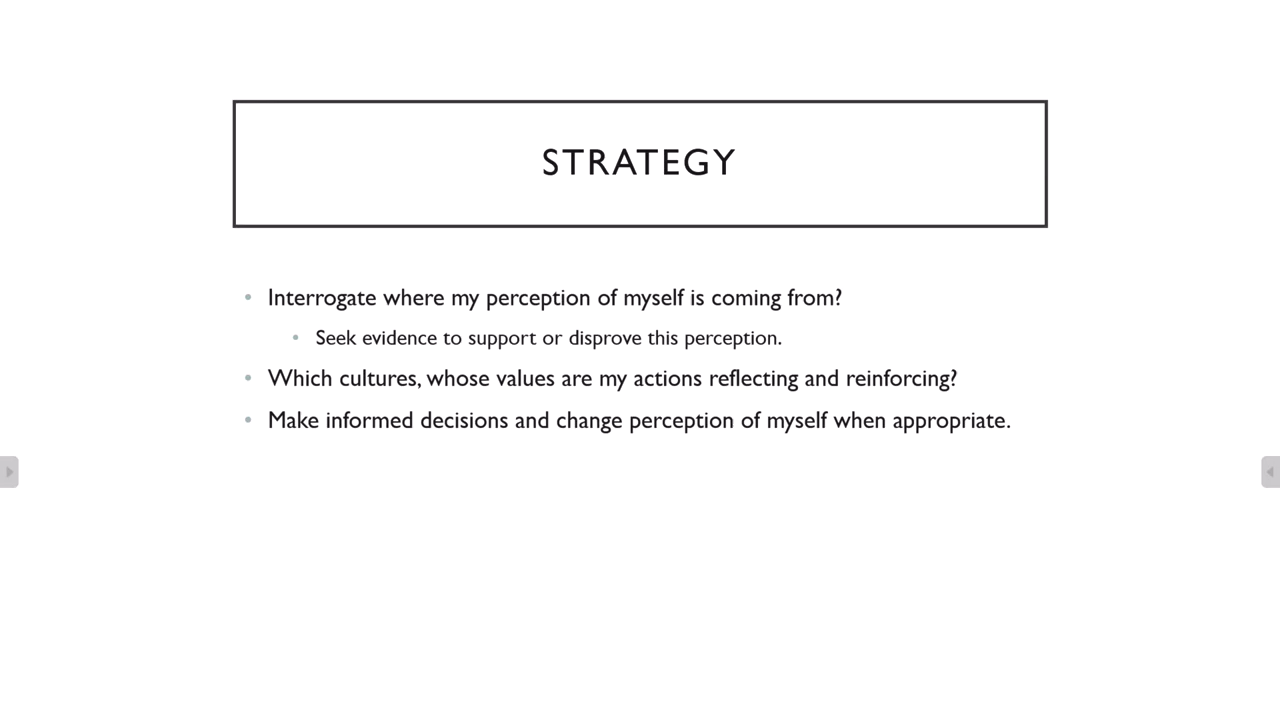 STRATEGY
• Interrogate where my perception of myself is coming from?
• Seek evidence to support or disprove this perception.
• Which cultures, whose values are my actions reflecting and reinforcing?
• Make informed decisions and change perception of myself when appropriate.